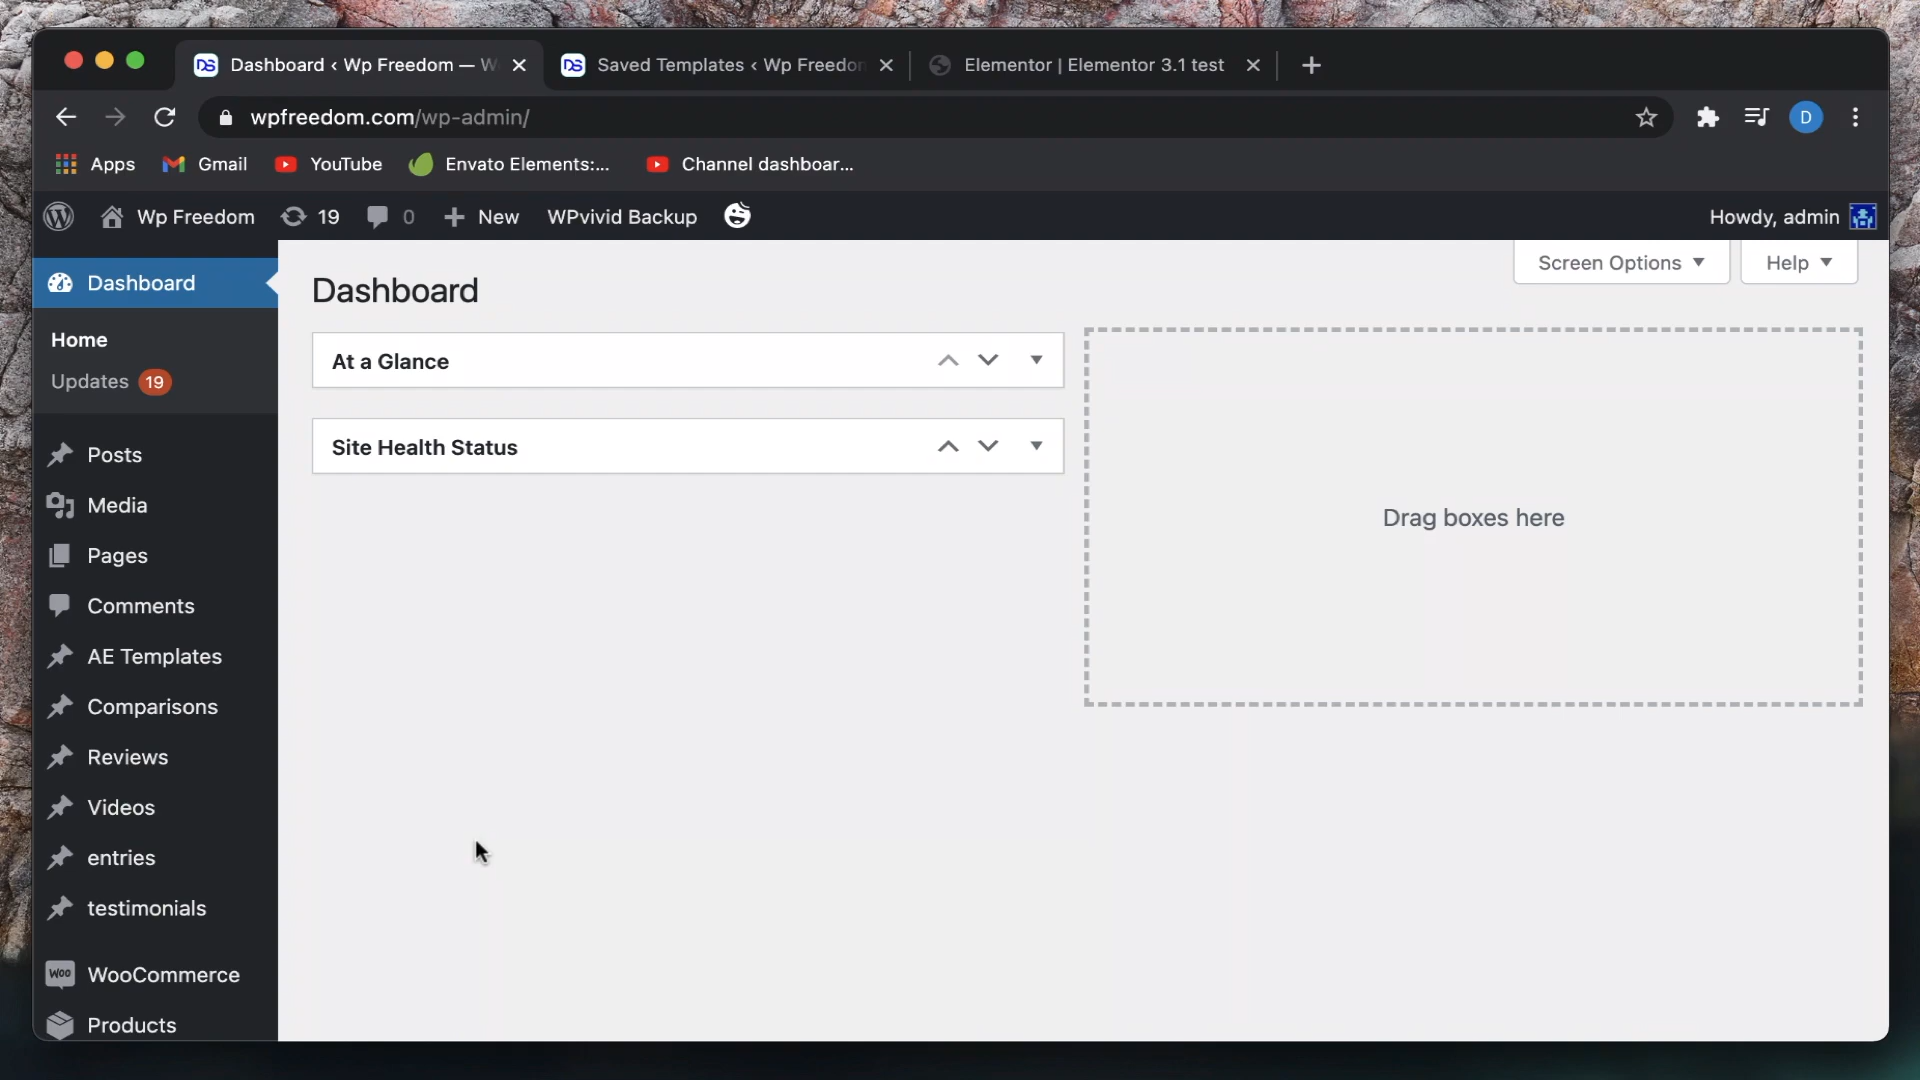 Dashboard ‹ Wp Freedom — W
Saved Templates ‹ Wp Freedom
Elementor | Elementor 3.1 test
wpfreedom.com/wp-admin/
D
Apps
Gmail
YouTube
Envato Elements:...
Channel dashboar...
Wp Freedom
19
0
New
WPvivid Backup
Howdy, admin
Dashboard
Home
Updates 19
Posts
Media
Pages
Comments
AE Templates
Comparisons
Reviews
Videos
entries
testimonials
WooCommerce
Products
Dashboard
Screen Options
Help
At a Glance
Site Health Status
Drag boxes here